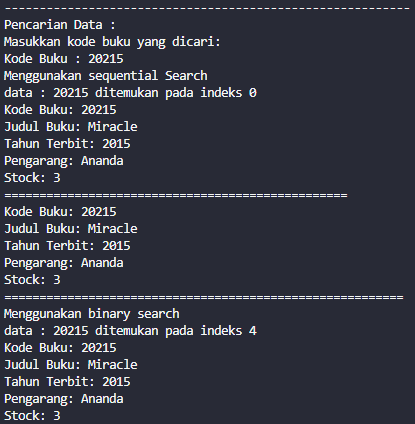 ----------------------------------------------------------
Pencarian Data :
Masukkan kode buku yang dicari:
Kode Buku : 20215
Menggunakan sequential Search
data : 20215 ditemukan pada indeks 0
Kode Buku: 20215
Judul Buku: Miracle
Tahun Terbit: 2015
Pengarang: Ananda
Stock: 3
=================================================
Kode Buku: 20215
Judul Buku: Miracle
Tahun Terbit: 2015
Pengarang: Ananda
Stock: 3
=========================================================
Menggunakan binary search
data : 20215 ditemukan pada indeks 4
Kode Buku: 20215
Judul Buku: Miracle
Tahun Terbit: 2015
Pengarang: Ananda
Stock: 3